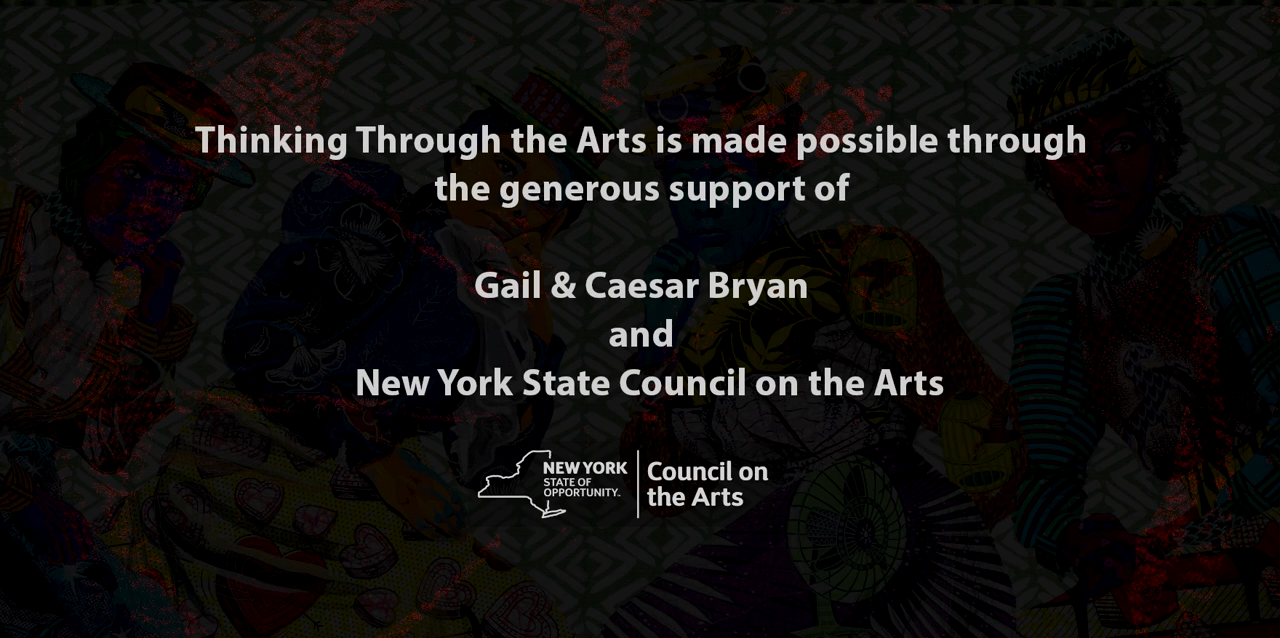 Thinking Through the Arts is made possible through
the generous support of
Gail & Caesar Bryan
and
New York State Council on the Arts
NEW YORK
STATE OF
OPPORTUNITY™
Council on
the Arts